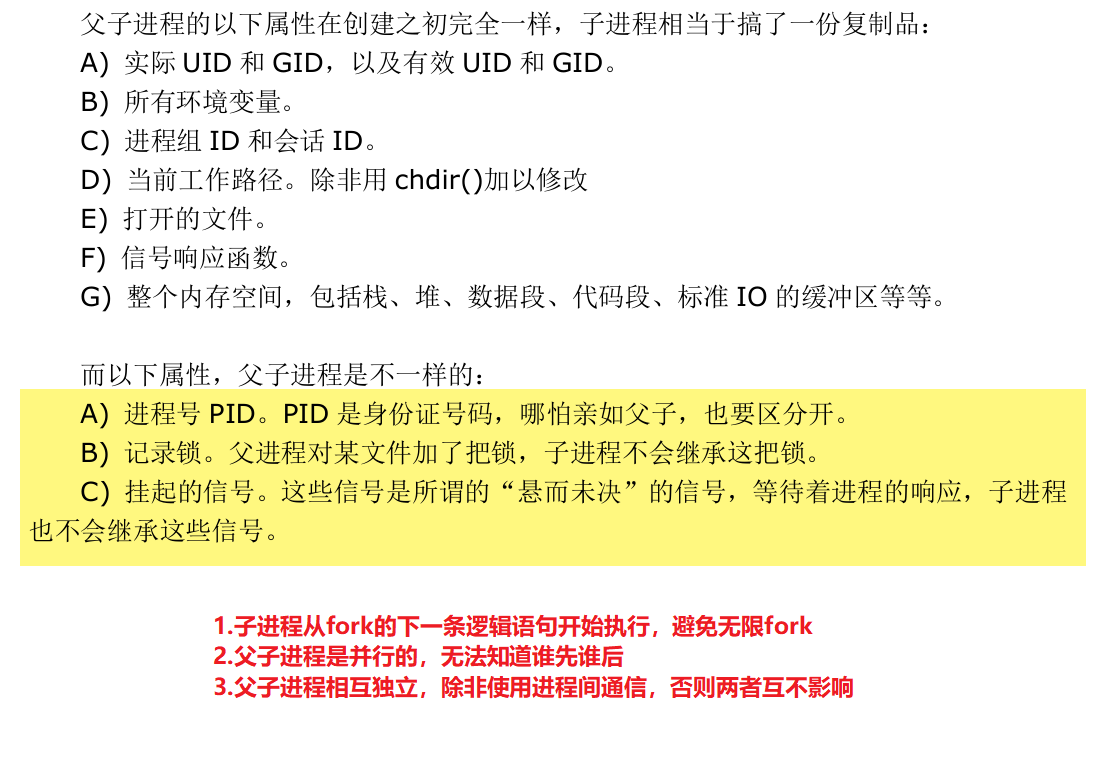 父子进程的以下属性在创建之初完全一样，子进程相当于搞了一份复制品：
A) 实际 UID 和 GID，以及有效 UID 和 GID。
B) 所有环境变量。
C) 进程组 ID 和会话 ID。
D) 当前工作路径。除非用 chdir()加以修改
E) 打开的文件。
F) 信号响应函数。
G) 整个内存空间，包括栈、堆、数据段、代码段、标准 IO 的缓冲区等等。
而以下属性，父子进程是不一样的：
A) 进程号 PID。PID 是身份证号码，哪怕亲如父子，也要区分开。
B) 记录锁。父进程对某文件加了把锁，子进程不会继承这把锁。
C) 挂起的信号。这些信号是所谓的“悬而未决”的信号，等待着进程的响应，子进程
也不会继承这些信号。
1.子进程从fork的下一条逻辑语句开始执行，避免无限fork
2.父子进程是并行的，无法知道谁先谁后
3.父子进程相互独立，除非使用进程间通信，否则两者互不影响